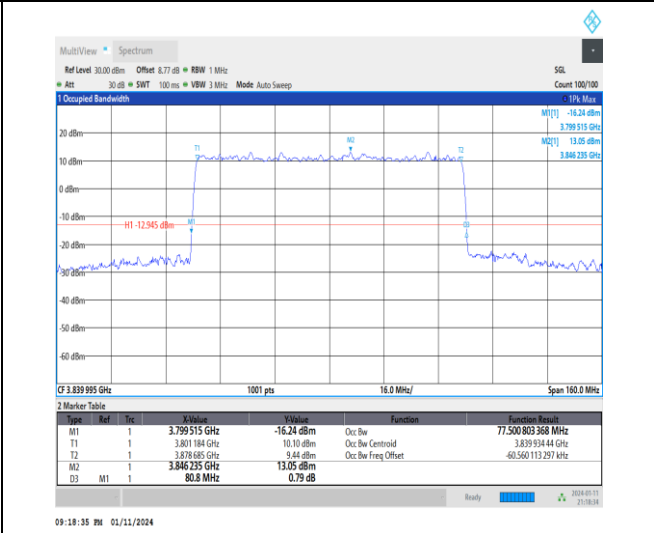 MultiView Spectrum
Ref Level 30.00 dBm Offset 8.77 dB RBW 1 MHz SGL
Att 30 dB SWT 100 ms VBW 3 MHz Mode Auto Sweep Count 100/100
1 Occupied Bandwidth 1Pk Max
M1[1] -16.24 dBm
3.799 515 GHz
M2[1] 13.05 dBm
3.846 235 GHz
20 dBm
T1 M2 T2
10 dBm
0 dBm
-10 dBm
H1 -12.945 dBm M1
-20 dBm
-30 dBm
-40 dBm
-50 dBm
-60 dBm
CF 3.839 995 GHz 1001 pts 16.0 MHz/ Span 160.0 MHz
2 Marker Table
Type Ref Trc X-Value Y-Value Function Function Result
M1 1 3.799 515 GHz -16.24 dBm Occ Bw 77.500 803 368 MHz
T1 1 3.801 184 GHz 10.10 dBm Occ Bw Centroid 3.839 934 44 GHz
T2 1 3.878 685 GHz 9.44 dBm Occ Bw Freq Offset -60.560 113 297 kHz
M2 1 3.846 235 GHz 13.05 dBm
D3 M1 1 80.8 MHz 0.79 dB
Ready 2024-01-11
21:18:34
09:18:35 PM 01/11/2024